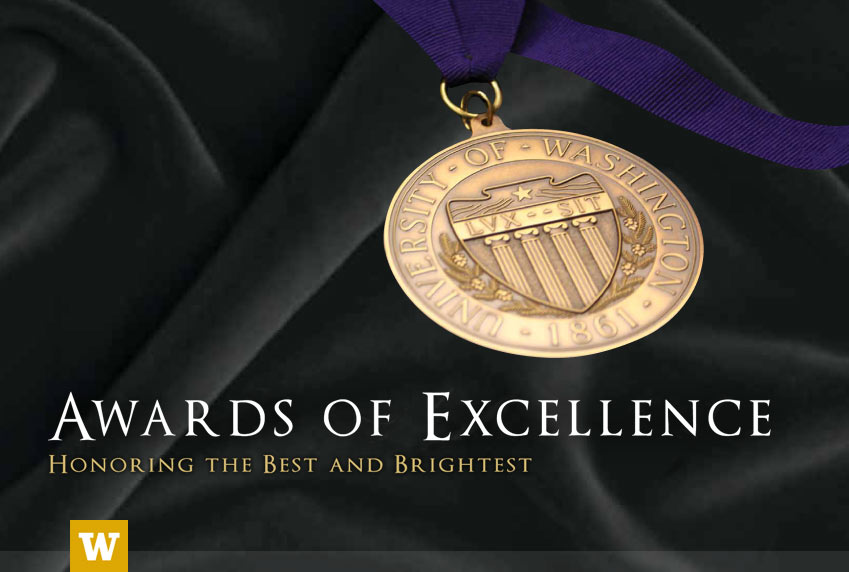 UNIVERSITY · OF · WASHINGTON · 1861 ·
LVX - - SIT
AWARDS OF EXCELLENCE
HONORING THE BEST AND BRIGHTEST
W